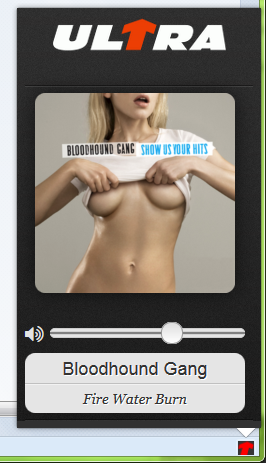 ULTRA
BLOODHOUND GANG SHOW US YOUR HITS
Bloodhound Gang
Fire Water Burn